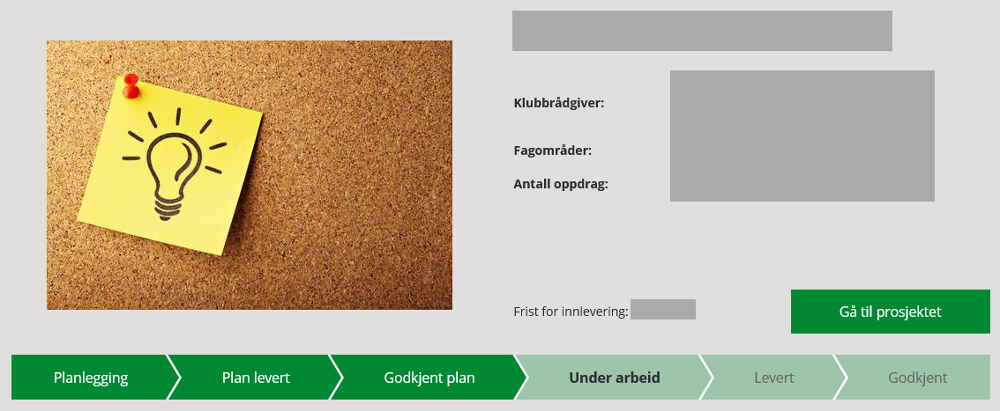 Klubbrådgiver:
Fagområder:
Antall oppdrag:
Frist for innlevering:
Gå til prosjektet
Planlegging
Plan levert
Godkjent plan
Under arbeid
Levert
Godkjent